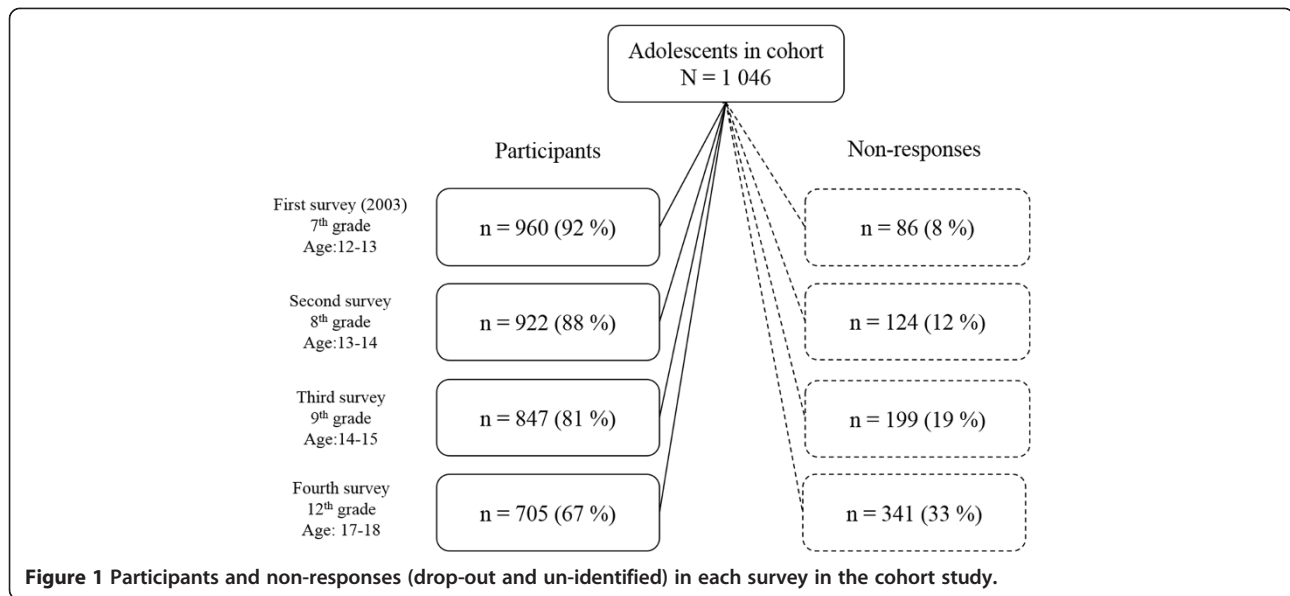 Adolescents in cohort
N = 1 046
Participants
Non-responses
First survey (2003)
7th grade
Age:12-13
n = 960 (92 %)
n = 86 (8 %)
Second survey
8th grade
Age:13-14
n = 922 (88 %)
n = 124 (12 %)
Third survey
9th grade
Age:14-15
n = 847 (81 %)
n = 199 (19 %)
Fourth survey
12th grade
Age: 17-18
n = 705 (67 %)
n = 341 (33 %)
Figure 1 Participants and non-responses (drop-out and un-identified) in each survey in the cohort study.